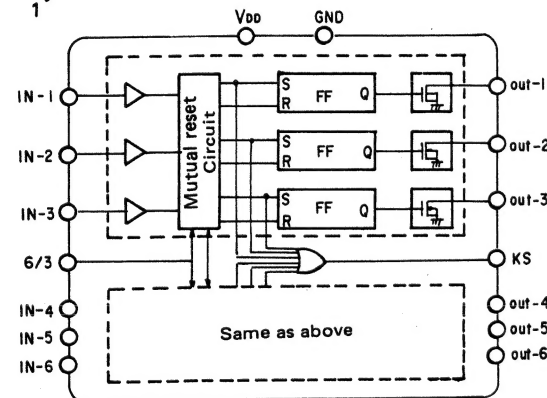 1
VDD GND
IN-1
IN-2
IN-3
6/3
IN-4
IN-5
IN-6
Mutual reset
Circuit
S
R
FF
Q
S
R
FF
Q
S
R
FF
Q
out-1
out-2
out-3
KS
out-4
out-5
out-6
Same as above